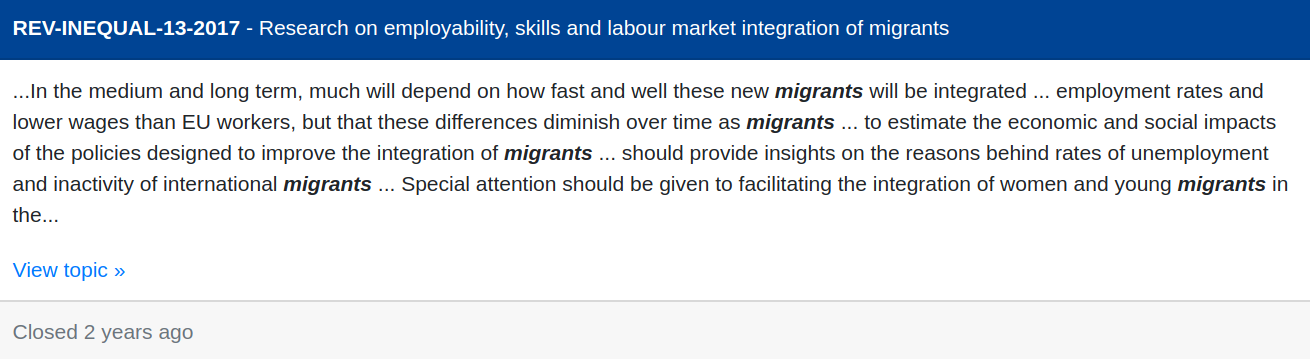 REV-INEQUAL-13-2017 - Research on employability, skills and labour market integration of migrants
...In the medium and long term, much will depend on how fast and well these new migrants will be integrated ... employment rates and
lower wages than EU workers, but that these differences diminish over time as migrants ... to estimate the economic and social impacts
of the policies designed to improve the integration of migrants ... should provide insights on the reasons behind rates of unemployment
and inactivity of international migrants ... Special attention should be given to facilitating the integration of women and young migrants in
the...
View topic »
Closed 2 years ago